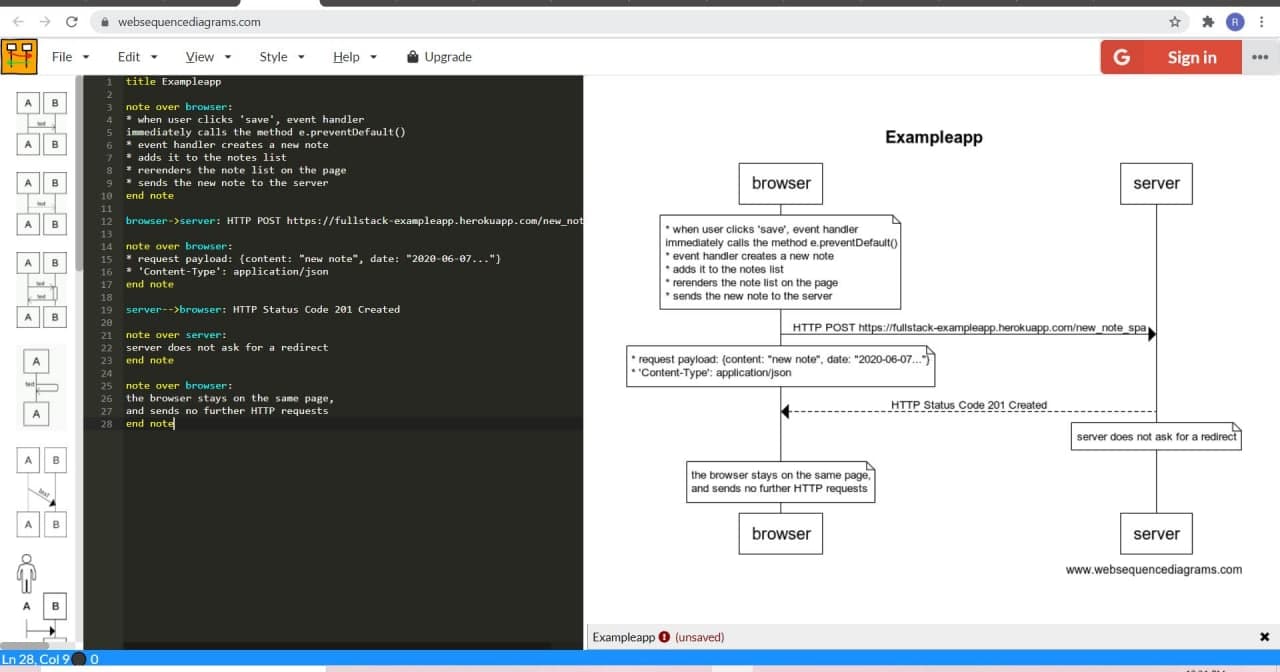 websequencediagrams.com
R
File Edit View Style Help Upgrade
G Sign in
1 title Exampleapp
2
3 note over browser:
4 * when user clicks 'save', event handler
5 immediately calls the method e.preventDefault()
6 * event handler creates a new note
7 * adds it to the notes list
8 * rerenders the note list on the page
9 * sends the new note to the server
10 end note
11
12 browser->server: HTTP POST https://fullstack-exampleapp.herokuapp.com/new_not
13
14 note over browser:
15 * request payload: {content: "new note", date: "2020-06-07..."}
16 * 'Content-Type': application/json
17 end note
18
19 server-->browser: HTTP Status Code 201 Created
20
21 note over server:
22 server does not ask for a redirect
23 end note
24
25 note over browser:
26 the browser stays on the same page,
27 and sends no further HTTP requests
28 end note
A B
text
A B
A B
text
A B
A B
text
text
A B
A
text
A
A B
text
A B
A B
Exampleapp
browser server
* when user clicks 'save', event handler
immediately calls the method e.preventDefault()
* event handler creates a new note
* adds it to the notes list
* rerenders the note list on the page
* sends the new note to the server
HTTP POST https://fullstack-exampleapp.herokuapp.com/new_note_spa
* request payload: {content: "new note", date: "2020-06-07..."}
* 'Content-Type': application/json
HTTP Status Code 201 Created
server does not ask for a redirect
the browser stays on the same page,
and sends no further HTTP requests
browser server
www.websequencediagrams.com
Exampleapp (unsaved)
Ln 28, Col 9 0